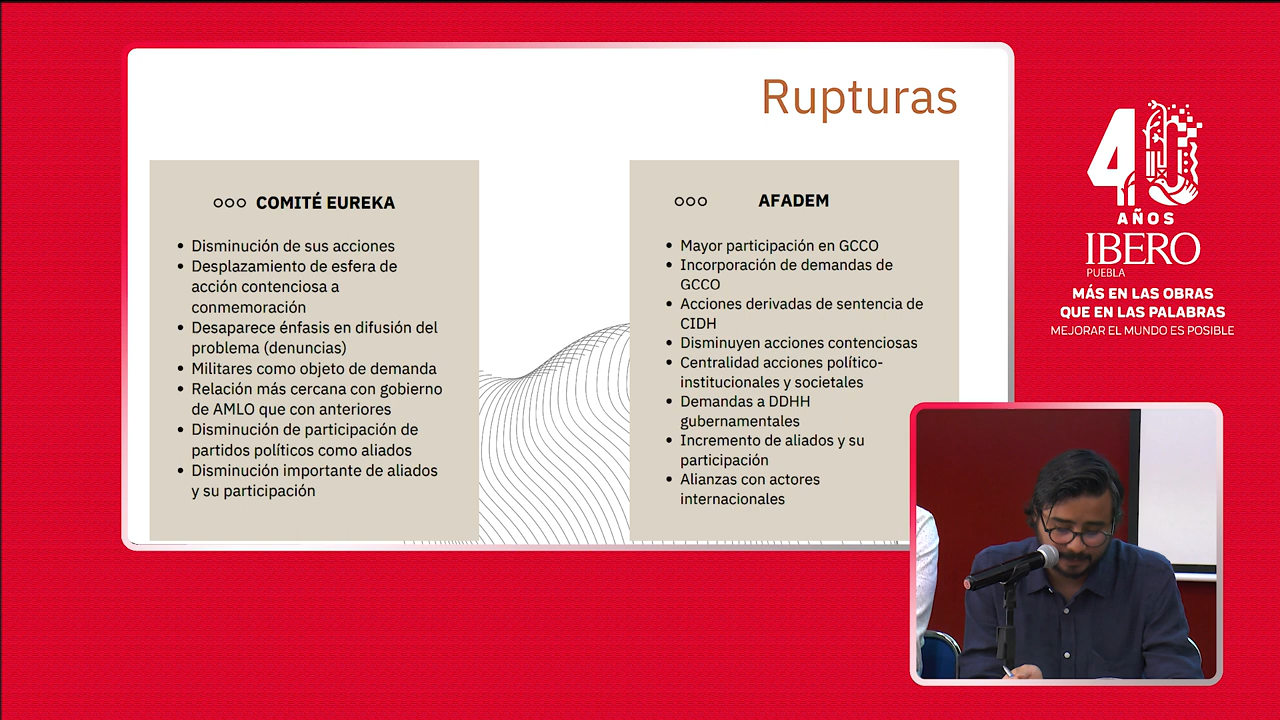 Rupturas
COMITÉ EUREKA
Disminución de sus acciones
Desplazamiento de esfera de
acción contenciosa a
conmemoración
Desaparece énfasis en difusión del
problema (denuncias)
Militares como objeto de demanda
Relación más cercana con gobierno
de AMLO que con anteriores
Disminución de participación de
partidos políticos como aliados
Disminución importante de aliados
y su participación
AFADEM
Mayor participación en GCCO
Incorporación de demandas de
GCCO
Acciones derivadas de sentencia de
CIDH
Disminuyen acciones contenciosas
Centralidad acciones político-
institucionales y societales
Demandas a DDHH
gubernamentales
Incremento de aliados y su
participación
Alianzas con actores
internacionales
40
AÑOS
IBERO
PUEBLA
MÁS EN LAS OBRAS
QUE EN LAS PALABRAS
MEJORAR EL MUNDO ES POSIBLE